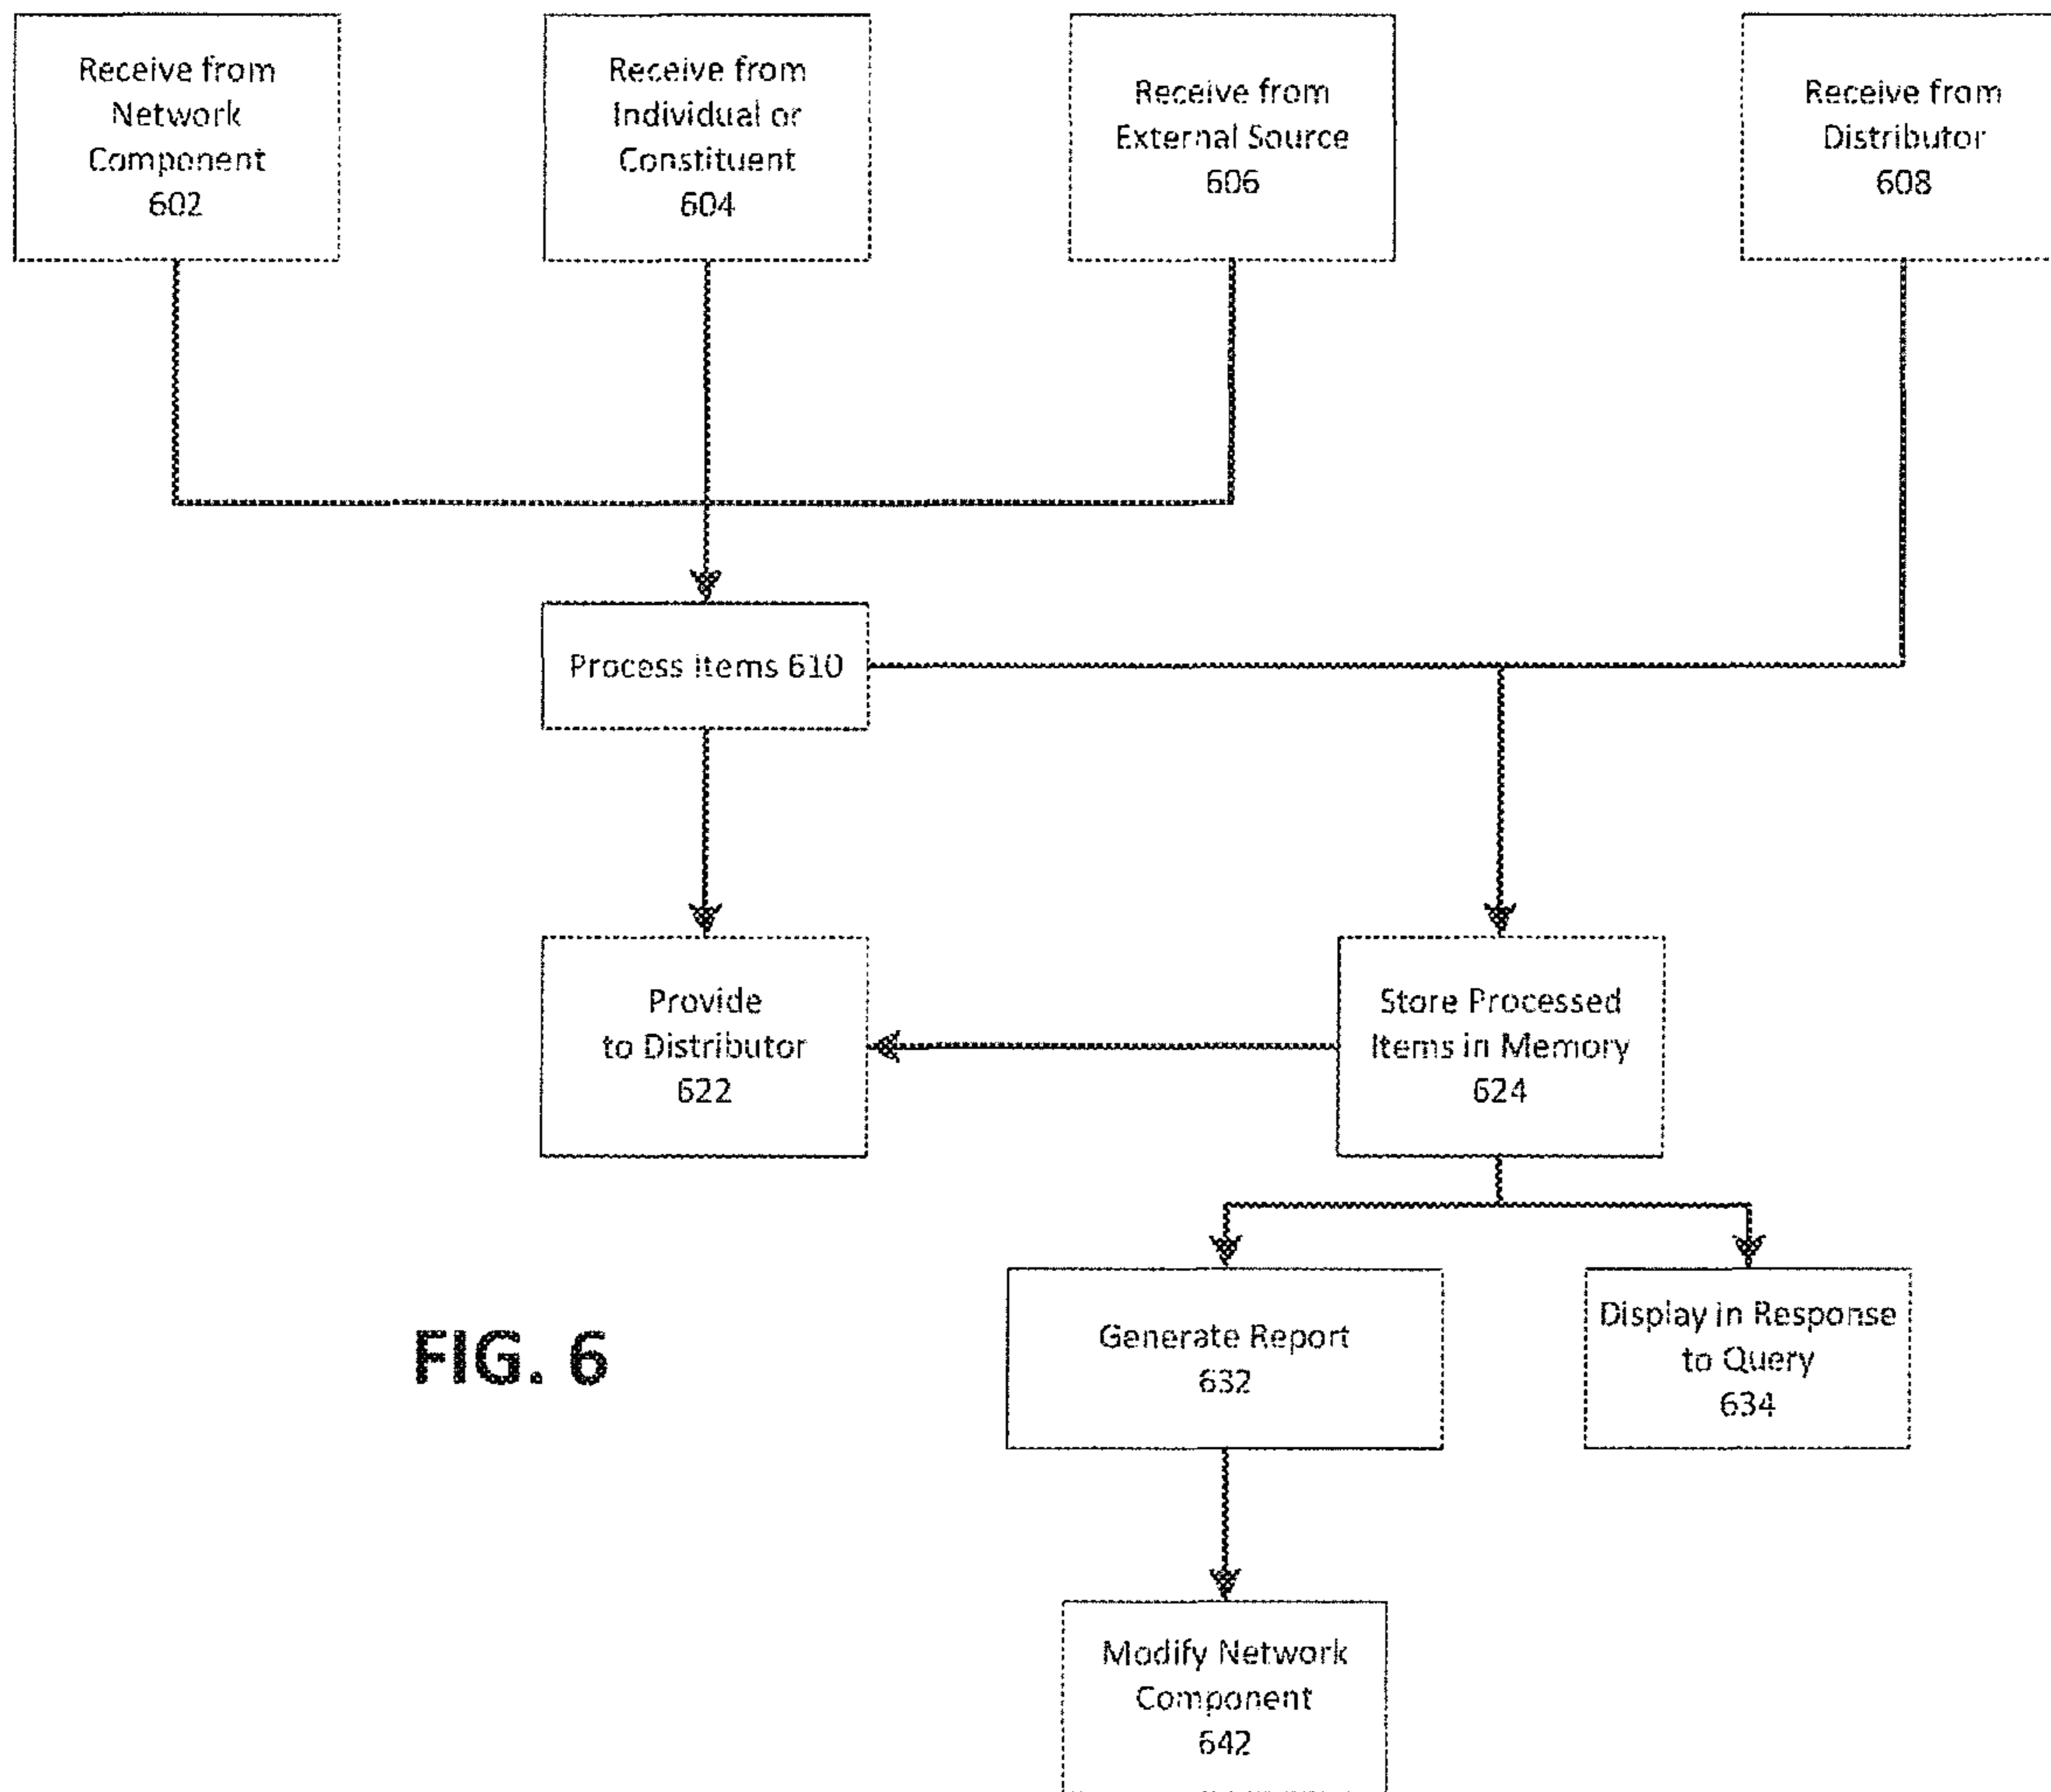 Receive from
Network
Component
602
Receive from
Individual or
Constituent
604
Receive from
External Source
606
Receive from
Distributor
608
Process Items 610
Provide
to Distributor
622
Store Processed
Items in Memory
624
Generate Report
632
Display in Response
to Query
634
FIG. 6
Modify Network
Component
642